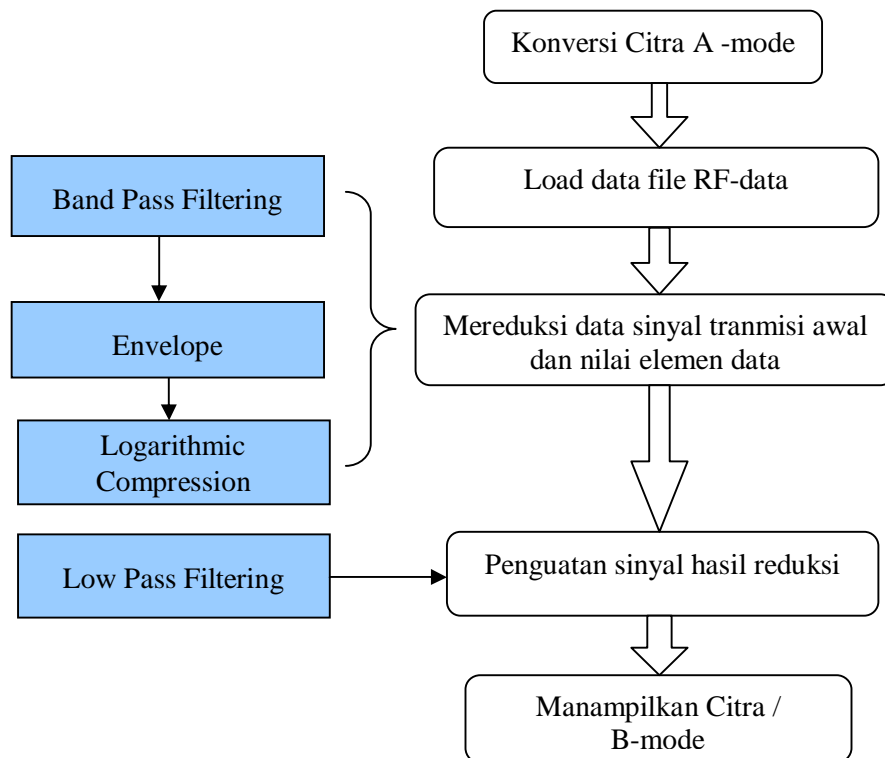 Konversi Citra A -mode
Load data file RF-data
Band Pass Filtering
Envelope
Mereduksi data sinyal tranmisi awal
dan nilai elemen data
Logarithmic
Compression
Low Pass Filtering
Penguatan sinyal hasil reduksi
Manampilkan Citra /
B-mode